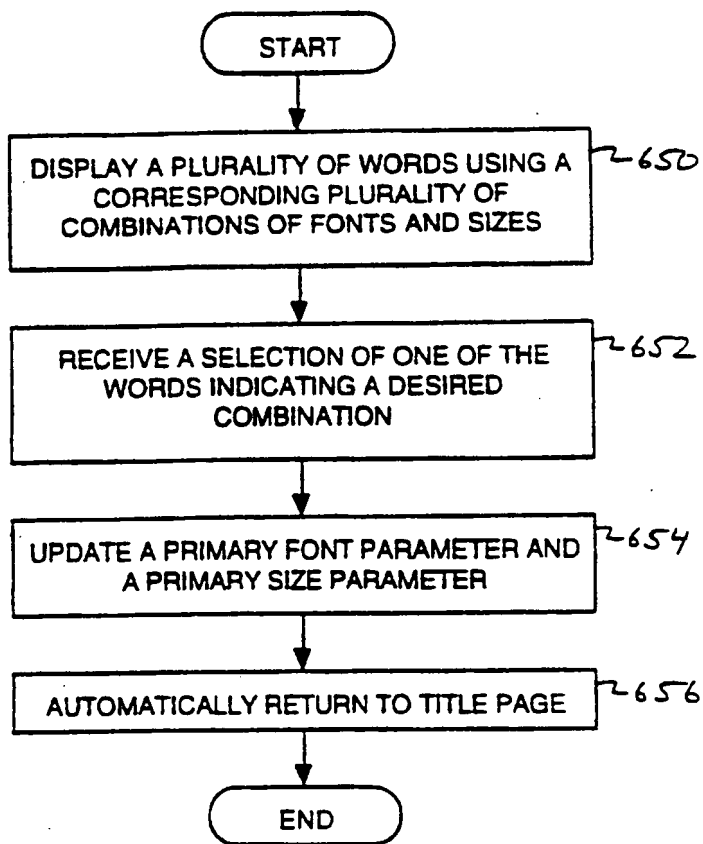 START
DISPLAY A PLURALITY OF WORDS USING A
CORRESPONDING PLURALITY OF
COMBINATIONS OF FONTS AND SIZES
650
RECEIVE A SELECTION OF ONE OF THE
WORDS INDICATING A DESIRED
COMBINATION
652
UPDATE A PRIMARY FONT PARAMETER AND
A PRIMARY SIZE PARAMETER
654
AUTOMATICALLY RETURN TO TITLE PAGE
656
END